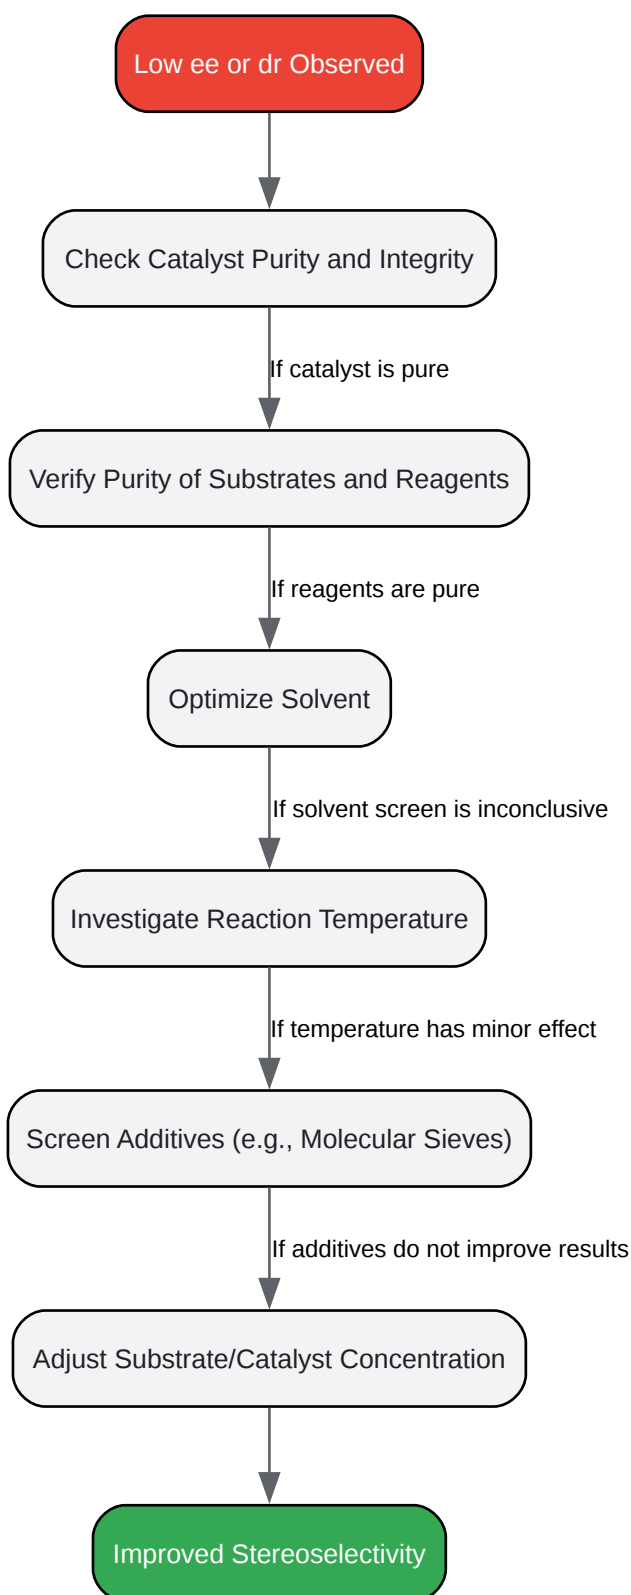 Low ee or dr Observed
Check Catalyst Purity and Integrity
If catalyst is pure
Verify Purity of Substrates and Reagents
If reagents are pure
Optimize Solvent
If solvent screen is inconclusive
Investigate Reaction Temperature
If temperature has minor effect
Screen Additives (e.g., Molecular Sieves)
If additives do not improve results
Adjust Substrate/Catalyst Concentration
Improved Stereoselectivity